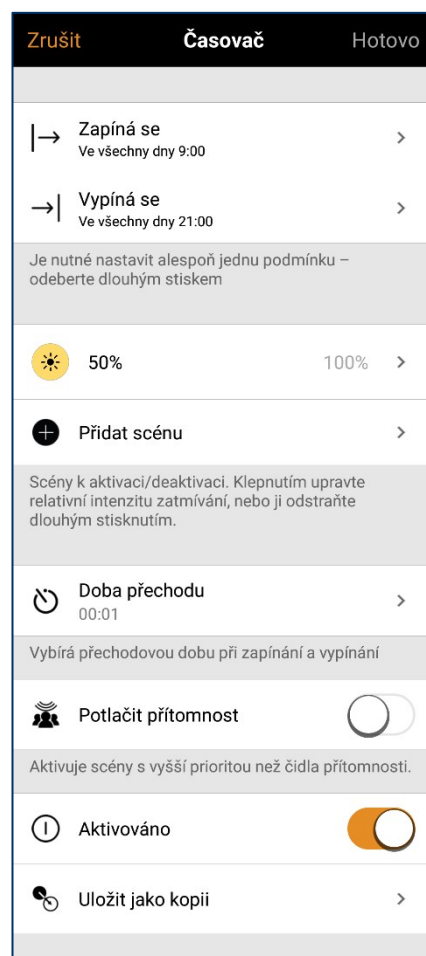 Zrušit Časovač Hotovo
Zapíná se
Ve všechny dny 9:00
Vypíná se
Ve všechny dny 21:00
Je nutné nastavit alespoň jednu podmínku –
odeberte dlouhým stiskem
50% 100%
Přidat scénu
Scény k aktivaci/deaktivaci. Klepnutím upravte
relativní intenzitu zatmívání, nebo ji odstraňte
dlouhým stisknutím.
Doba přechodu
00:01
Vybírá přechodovou dobu při zapínání a vypínání
Potlačit přítomnost
Aktivuje scény s vyšší prioritou než čidla přítomnosti.
Aktivováno
Uložit jako kopii